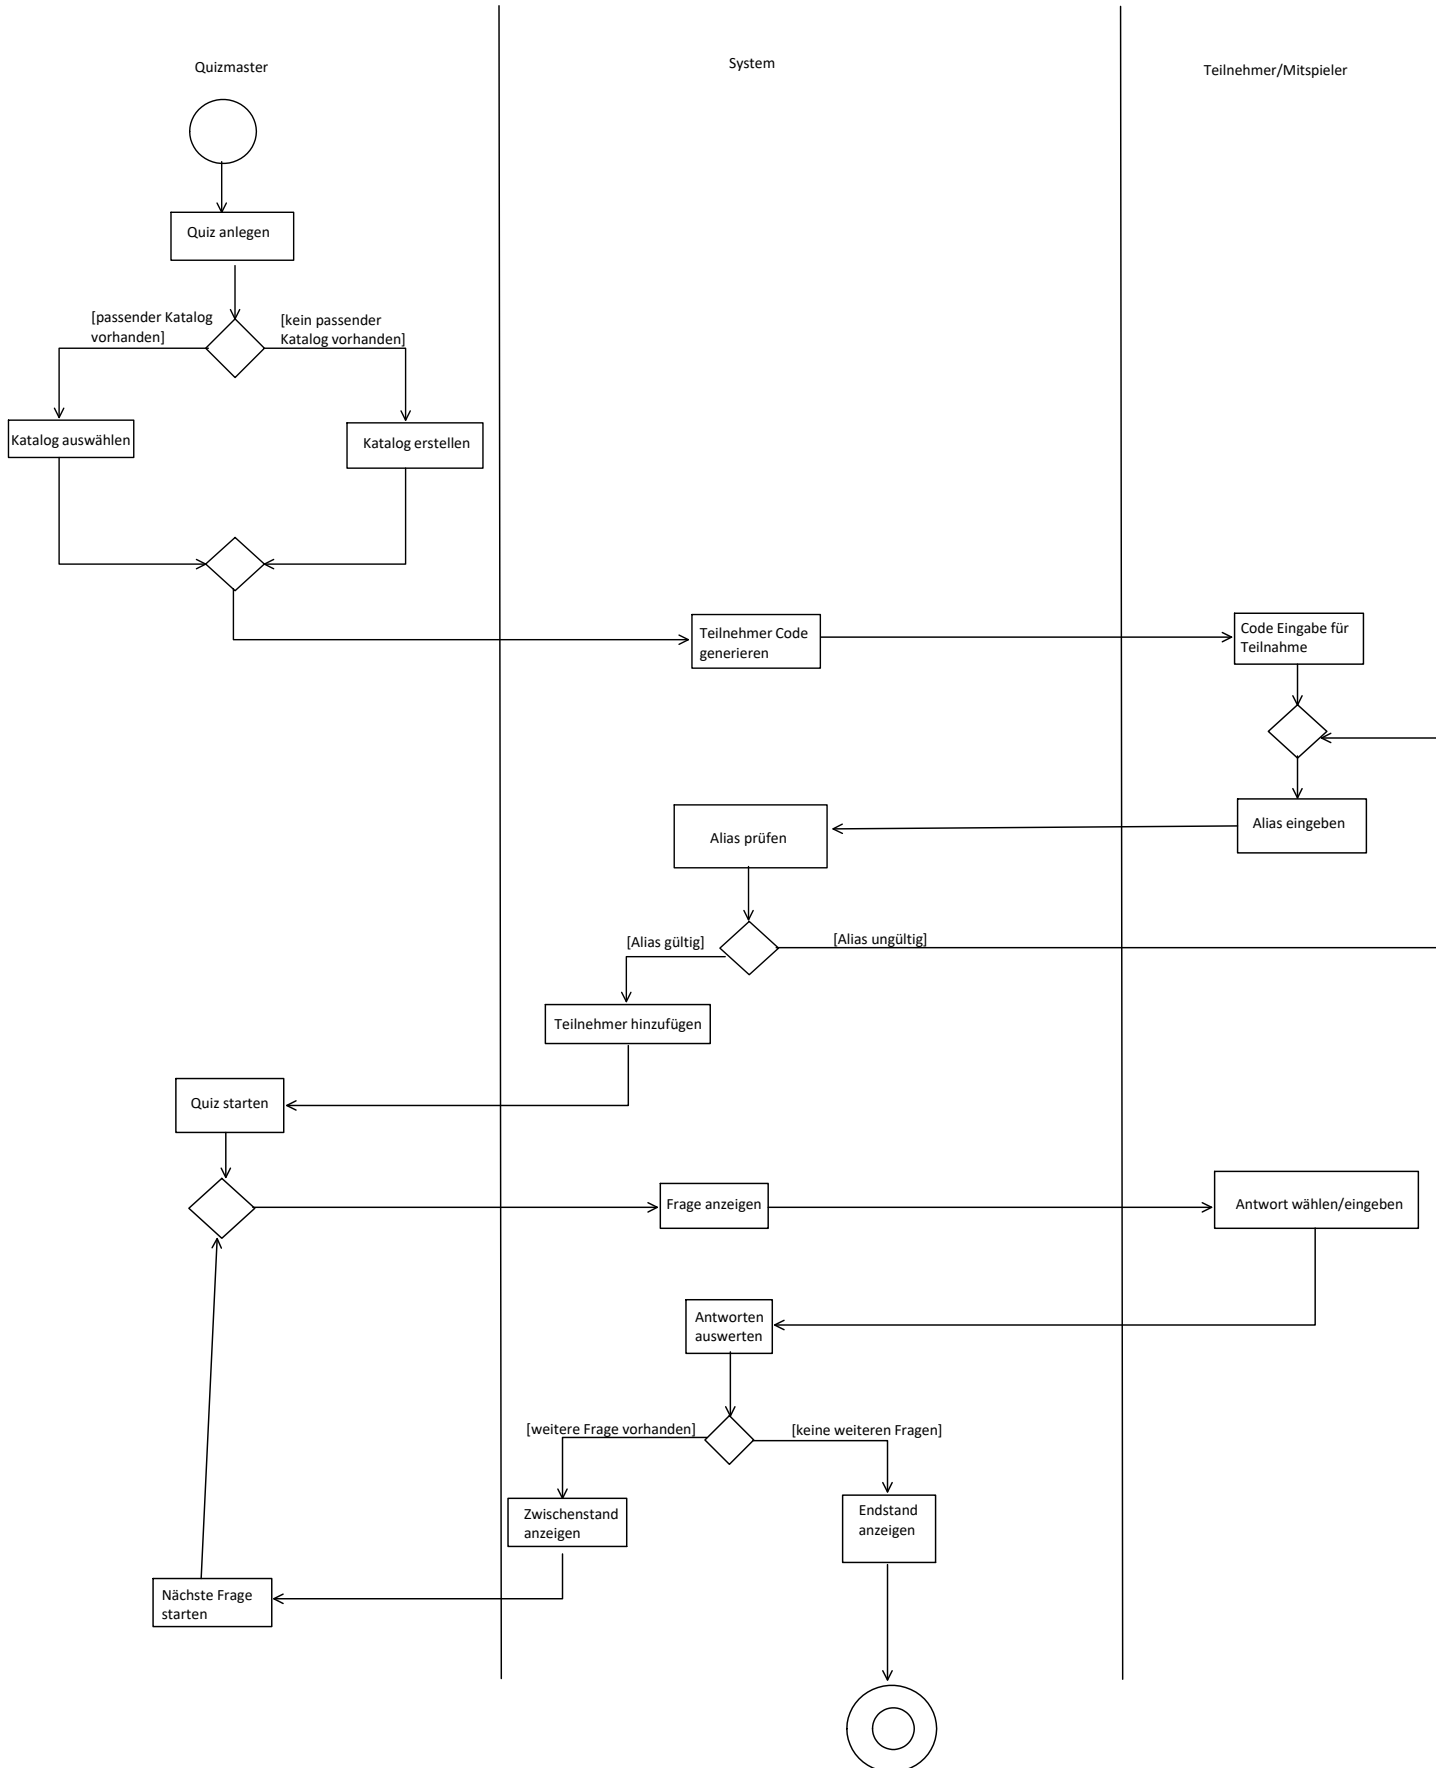 Quizmaster
System
Teilnehmer/Mitspieler
Quiz anlegen
[passender Katalog
vorhanden]
[kein passender
Katalog vorhanden]
Katalog auswählen
Katalog erstellen
Teilnehmer Code
generieren
Code Eingabe für
Teilnahme
Alias eingeben
Alias prüfen
[Alias gültig]
[Alias ungültig]
Teilnehmer hinzufügen
Quiz starten
Frage anzeigen
Antwort wählen/eingeben
Antworten
auswerten
[weitere Frage vorhanden]
[keine weiteren Fragen]
Zwischenstand
anzeigen
Endstand
anzeigen
Nächste Frage
starten